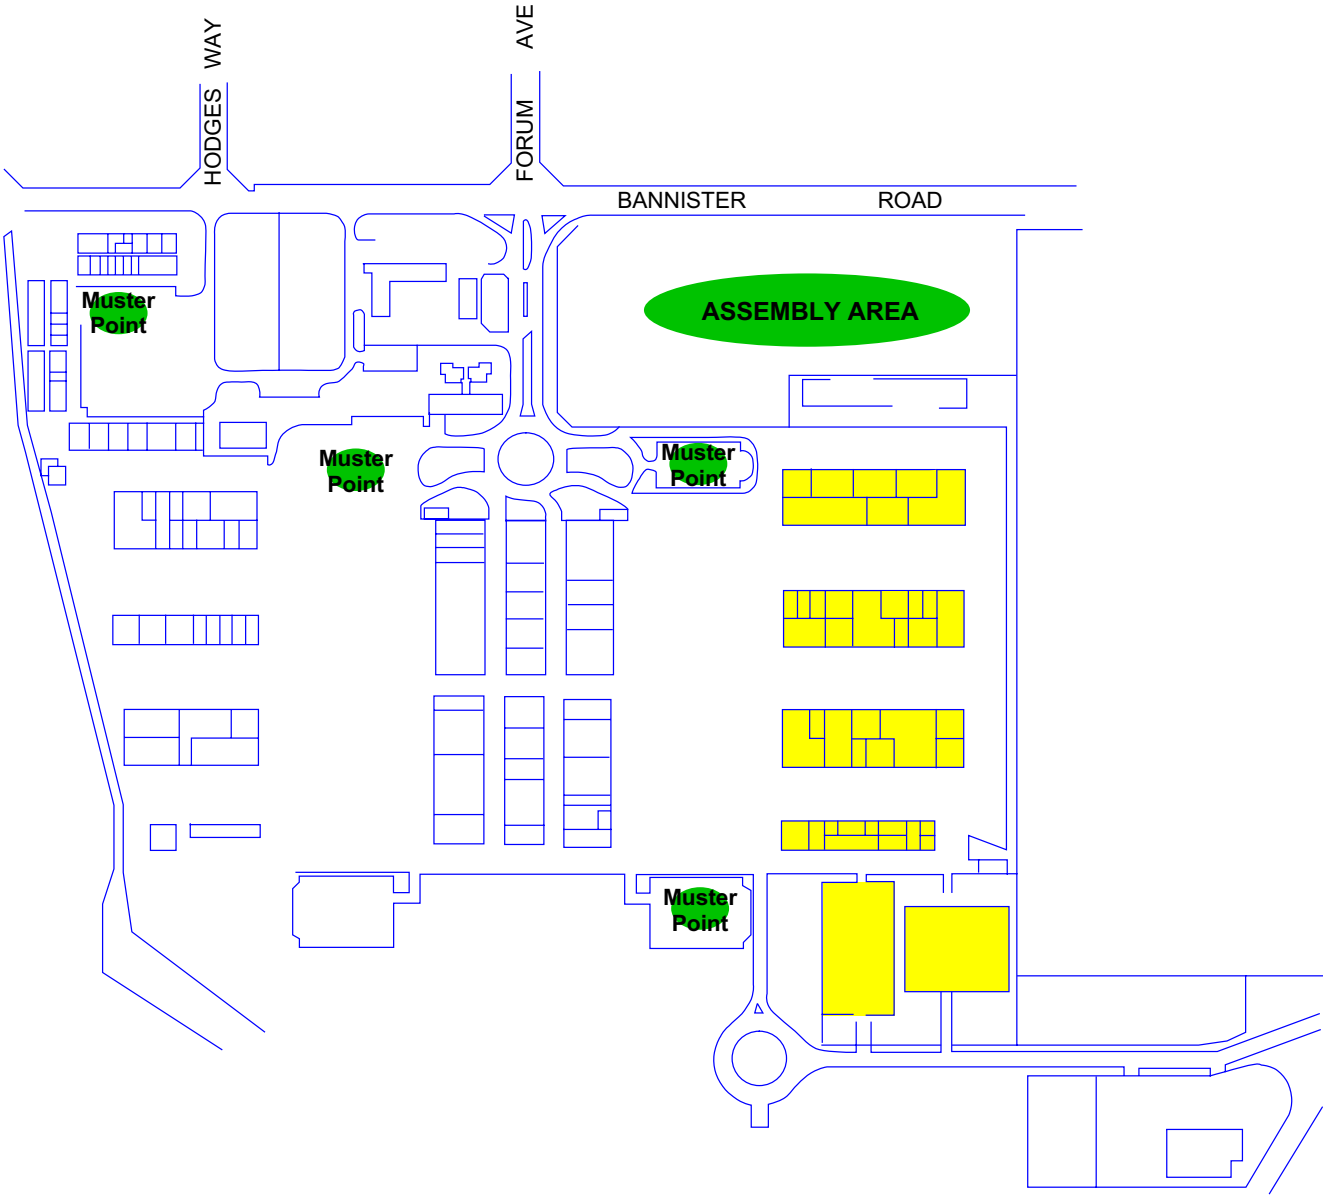 HODGES WAY
FORUM AVE
BANNISTER ROAD
ASSEMBLY AREA
Muster
Point
Muster
Point
Muster
Point
Muster
Point